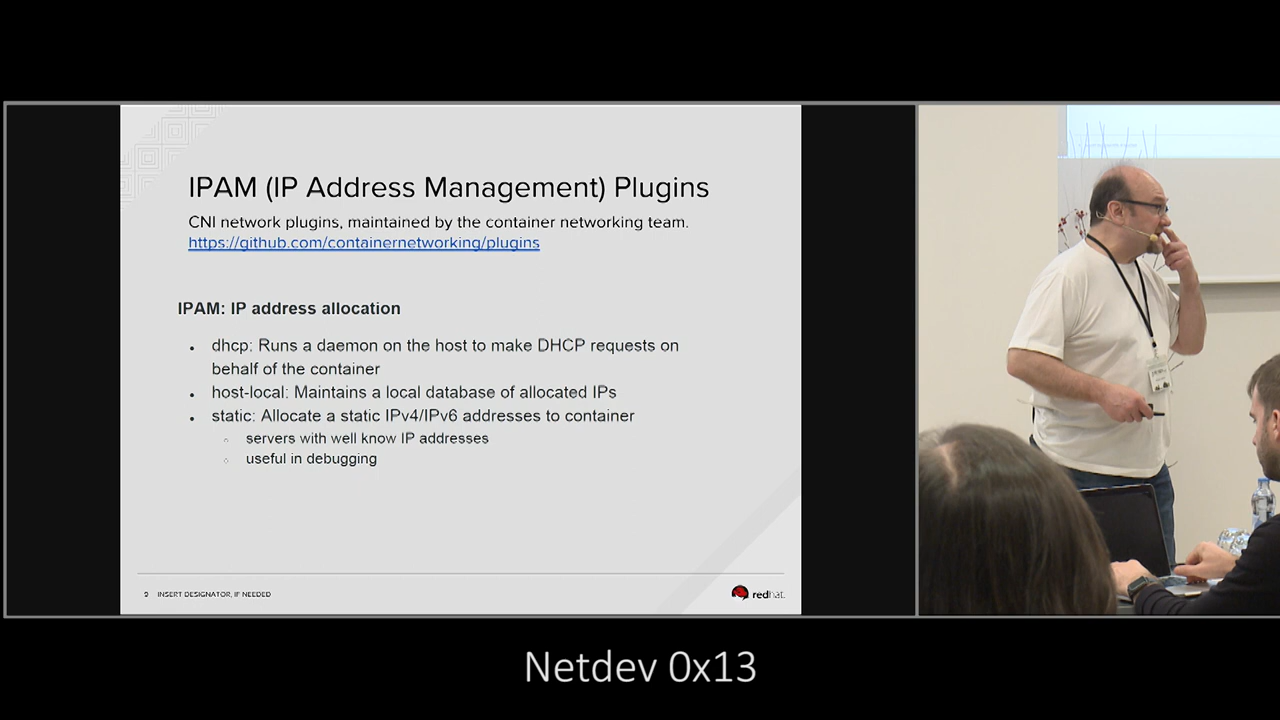 IPAM (IP Address Management) Plugins
CNI network plugins, maintained by the container networking team.
https://github.com/containernetworking/plugins
IPAM: IP address allocation
dhcp: Runs a daemon on the host to make DHCP requests on
behalf of the container
host-local: Maintains a local database of allocated IPs
static: Allocate a static IPv4/IPv6 addresses to container
servers with well know IP addresses
useful in debugging
9 INSERT DESIGNATOR, IF NEEDED
redhat.
Netdev 0x13